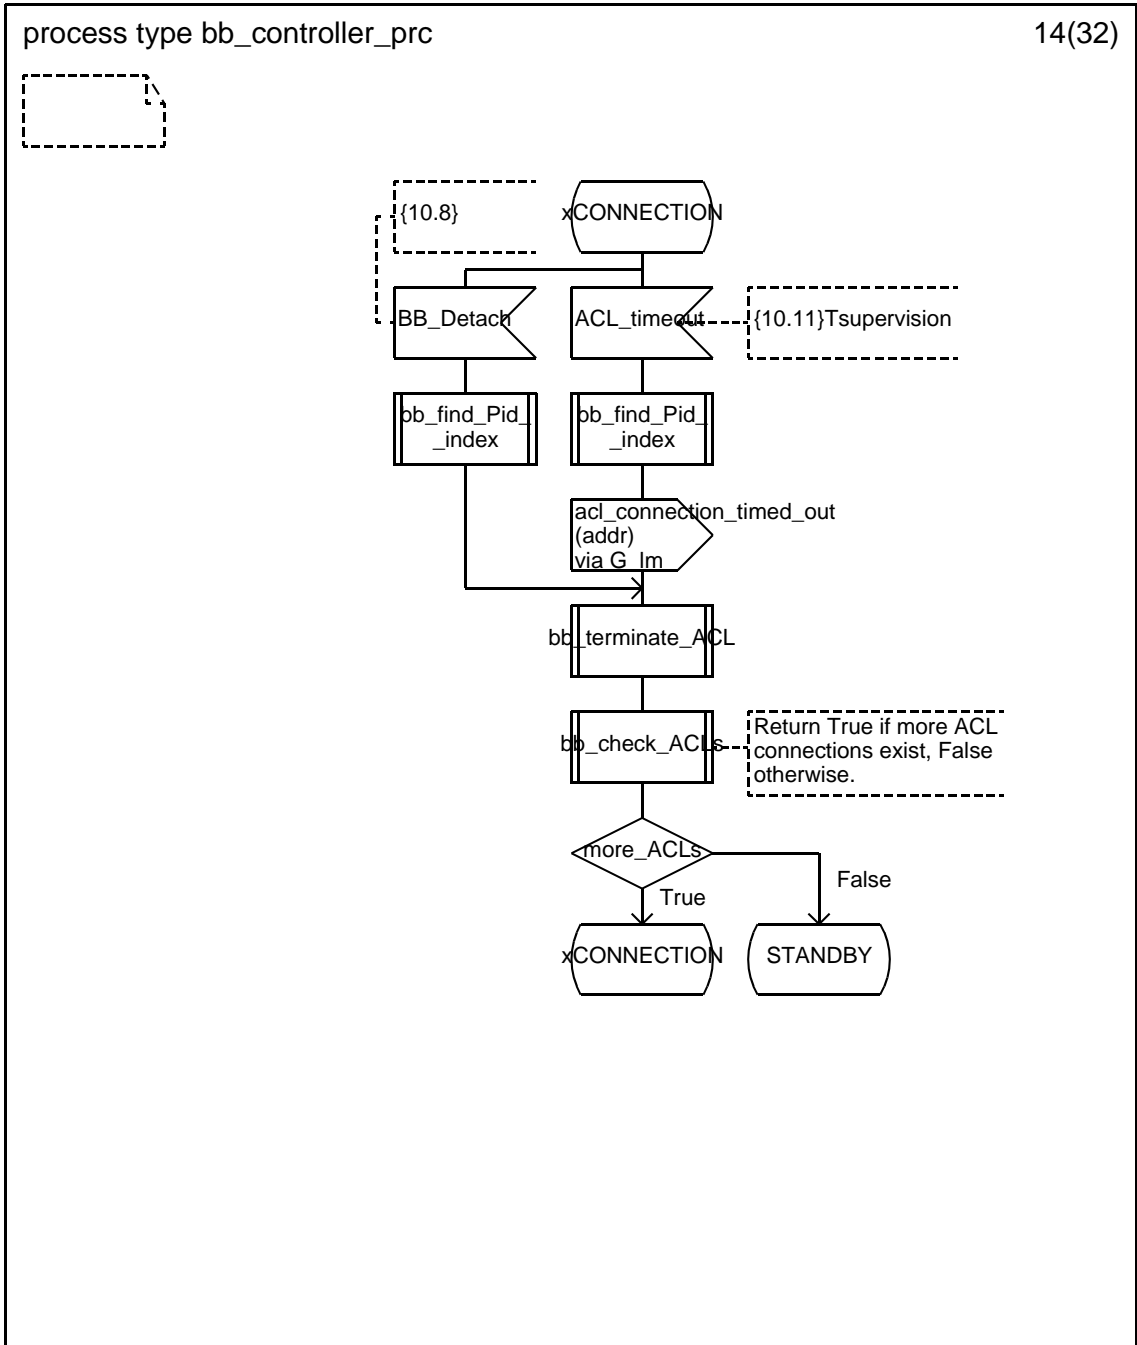 process type bb_controller_prc
14(32)
{10.8}
xCONNECTION
BB_Detach
ACL_timeout
{10.11}Tsupervision
bb_find_Pid_
_index
bb_find_Pid_
_index
acl_connection_timed_out
(addr)
via G_lm
bb_terminate_ACL
bb_check_ACLs
Return True if more ACL
connections exist, False
otherwise.
more_ACLs
False
True
xCONNECTION
STANDBY